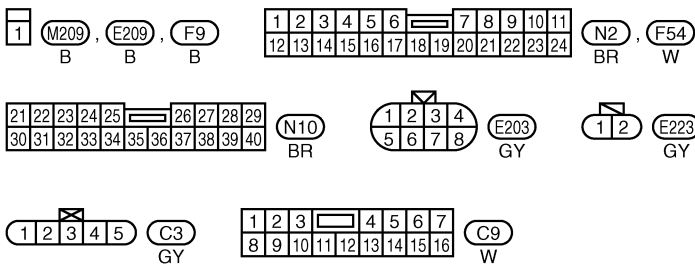 1 M209 , E209 , F9
B B B
1 2 3 4 5 6 7 8 9 10 11
12 13 14 15 16 17 18 19 20 21 22 23 24
N2 , F54
BR W
21 22 23 24 25 26 27 28 29
30 31 32 33 34 35 36 37 38 39 40
N10
BR
1 2 3 4
5 6 7 8
E203
GY
1 2
E223
GY
1 2 3 4 5
C3
GY
1 2 3 4 5 6 7
8 9 10 11 12 13 14 15 16
C9
W